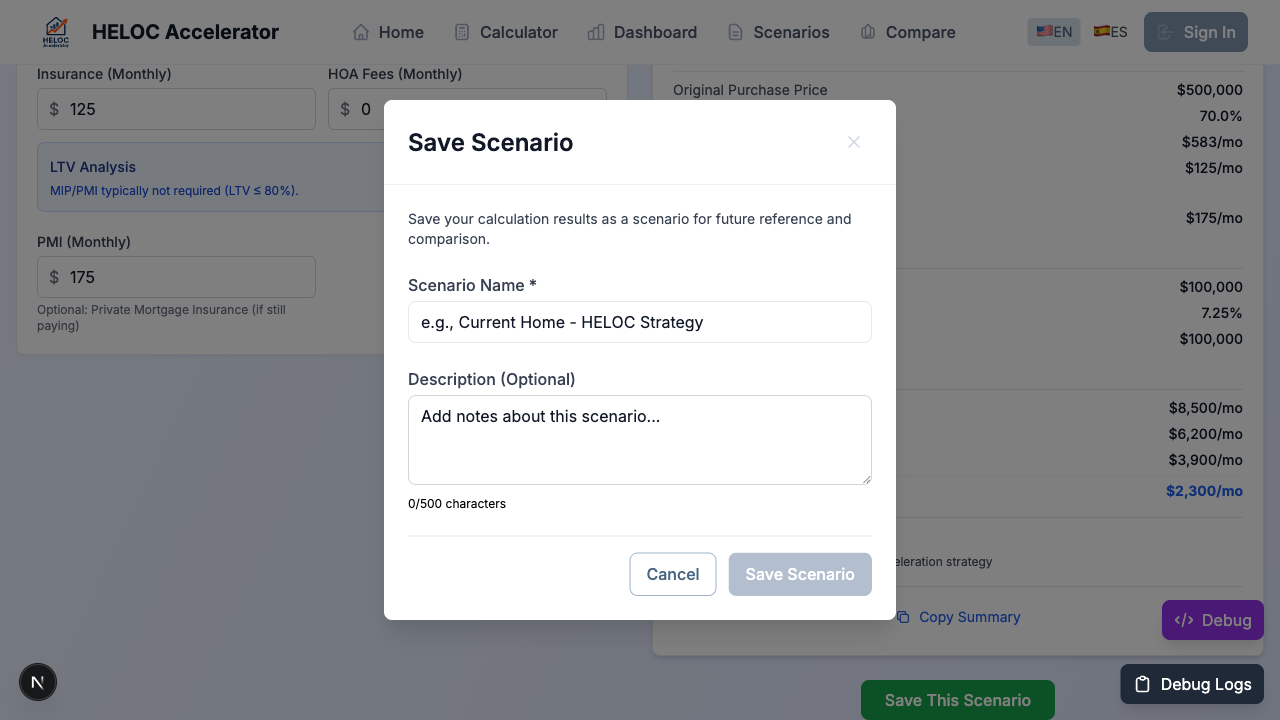 HELOC Accelerator
HELOC
Accelerator
Home
Calculator
Dashboard
Scenarios
Compare
🇺🇸EN
🇪🇸ES
Sign In
Insurance (Monthly)
$ 125
HOA Fees (Monthly)
$ 0
LTV Analysis
MIP/PMI typically not required (LTV ≤ 80%).
PMI (Monthly)
$ 175
Optional: Private Mortgage Insurance (if still
paying)
Original Purchase Price $500,000
70.0%
$583/mo
$125/mo
$175/mo
$100,000
7.25%
$100,000
$8,500/mo
$6,200/mo
$3,900/mo
$2,300/mo
eleration strategy
Copy Summary
Save This Scenario
Save Scenario
Save your calculation results as a scenario for future reference and
comparison.
Scenario Name *
e.g., Current Home - HELOC Strategy
Description (Optional)
Add notes about this scenario...
0/500 characters
Cancel
Save Scenario
</> Debug
Debug Logs
N